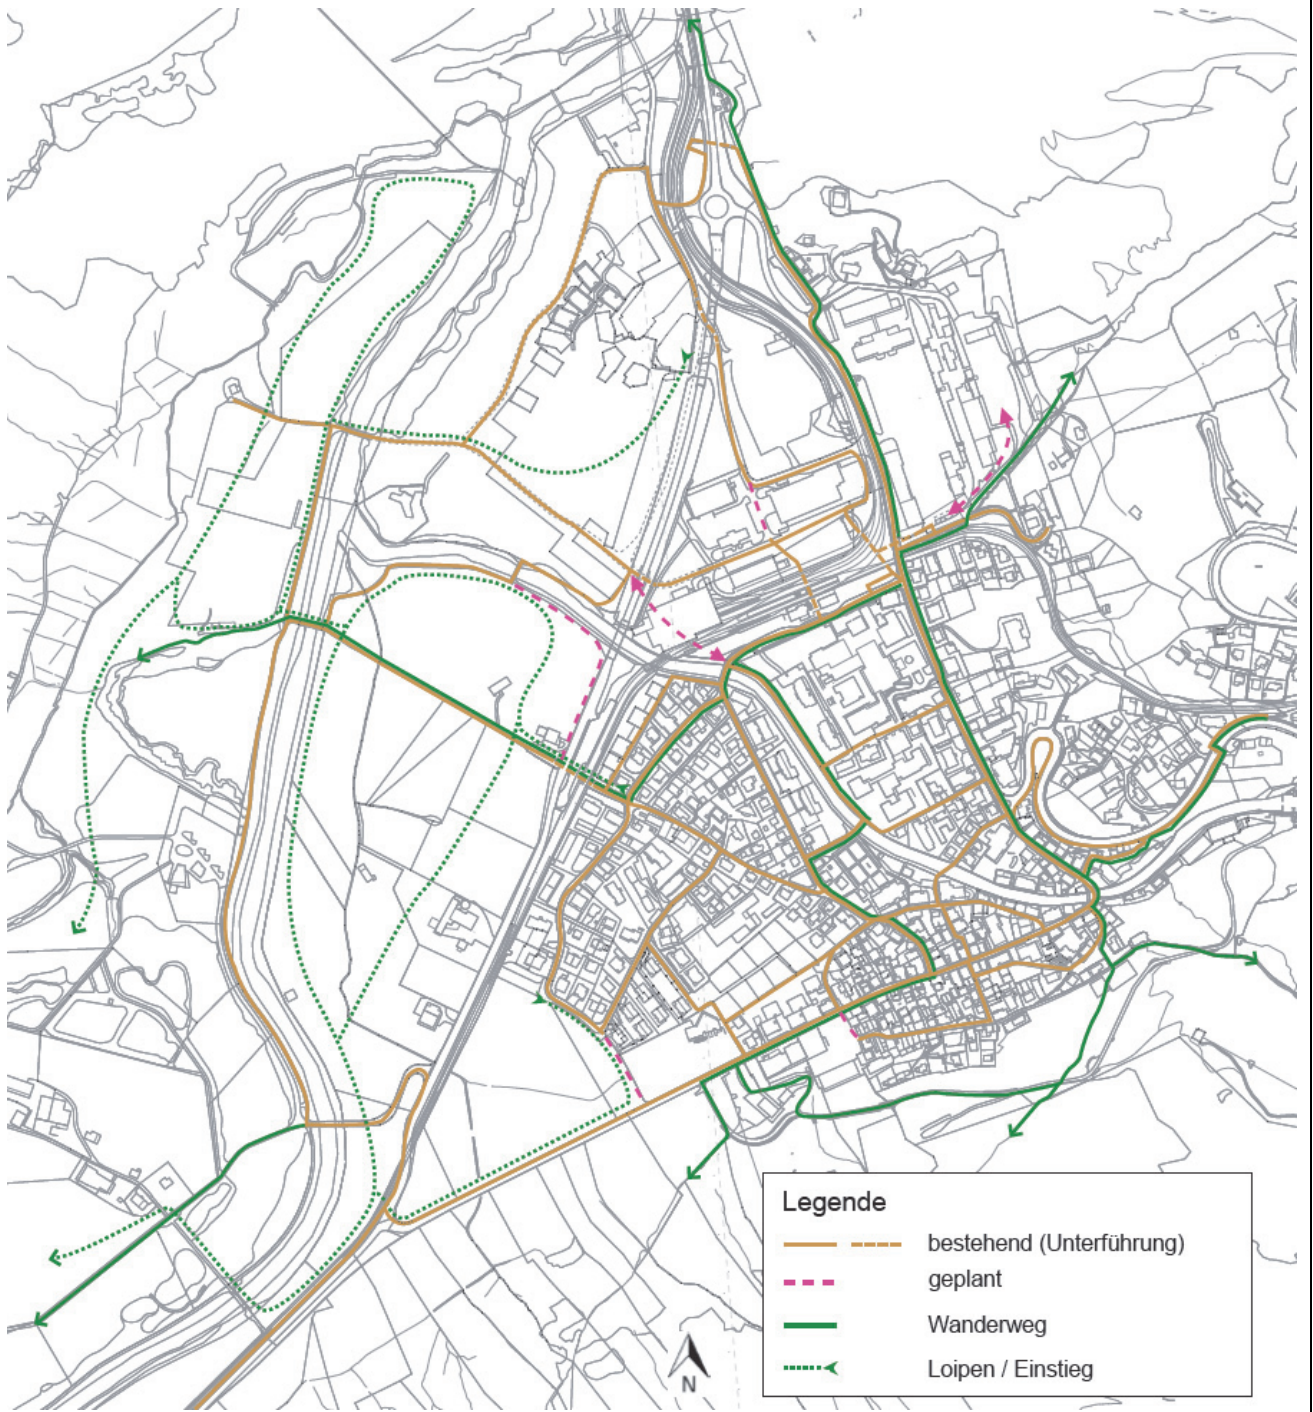 N
Legende
bestehend (Unterführung)
geplant
Wanderweg
Loipen / Einstieg